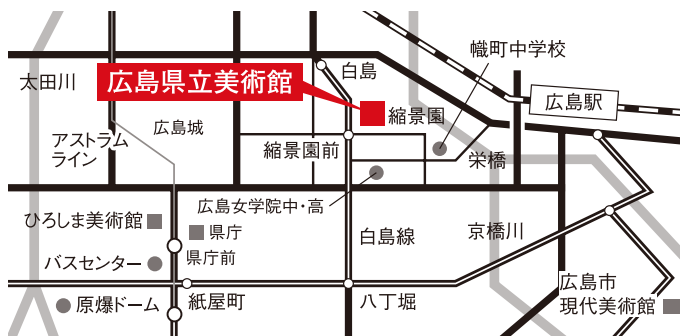 幟町中学校
白島
太田川
広島県立美術館
広島駅
縮景園
広島城
アストラム
ライン
縮景園前
栄橋
広島女学院中・高
ひろしま美術館
県庁
白島線
京橋川
県庁前
バスセンター
広島市
現代美術館
原爆ドーム
紙屋町
八丁堀